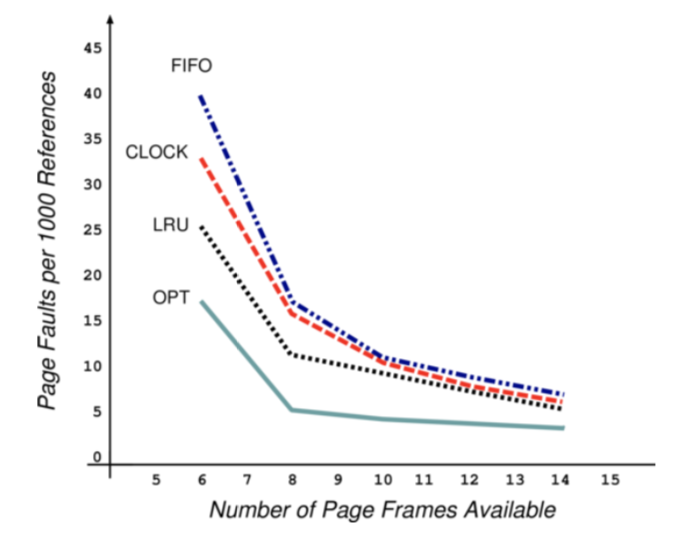 45
FIFO
40
35
CLOCK
30
25
LRU
20
OPT
15
10
5
0
5 6 7 8 9 10 11 12 13 14 15
Number of Page Frames Available
Page Faults per 1000 References